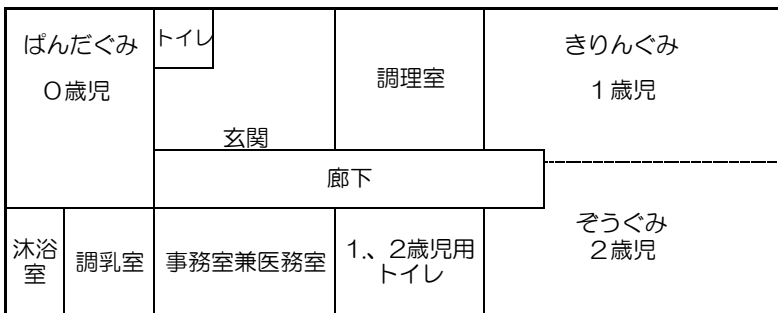 ぱんだぐみ
０歳児
トイレ
玄関
調理室
きりんぐみ
１歳児
廊下
沐浴
室
調乳室
事務室兼医務室
1.、２歳児用
トイレ
ぞうぐみ
２歳児